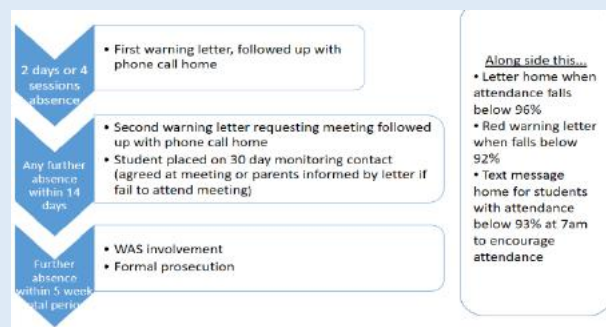 2 days or 4
sessions
absence
• First warning letter, followed up with
phone call home
Any further
absence
within 14
days
• Second warning letter requesting meeting followed
up with phone call home
• Student placed on 30 day monitoring contact
(agreed at meeting or parents informed by letter if
fail to attend meeting)
Further
absence
within 5 week
total period
• WAS involvement
• Formal prosecution
Along side this...
• Letter home when
attendance falls
below 96%
• Red warning letter
when falls below
92%
• Text message
home for students
with attendance
below 93% at 7am
to encourage
attendance